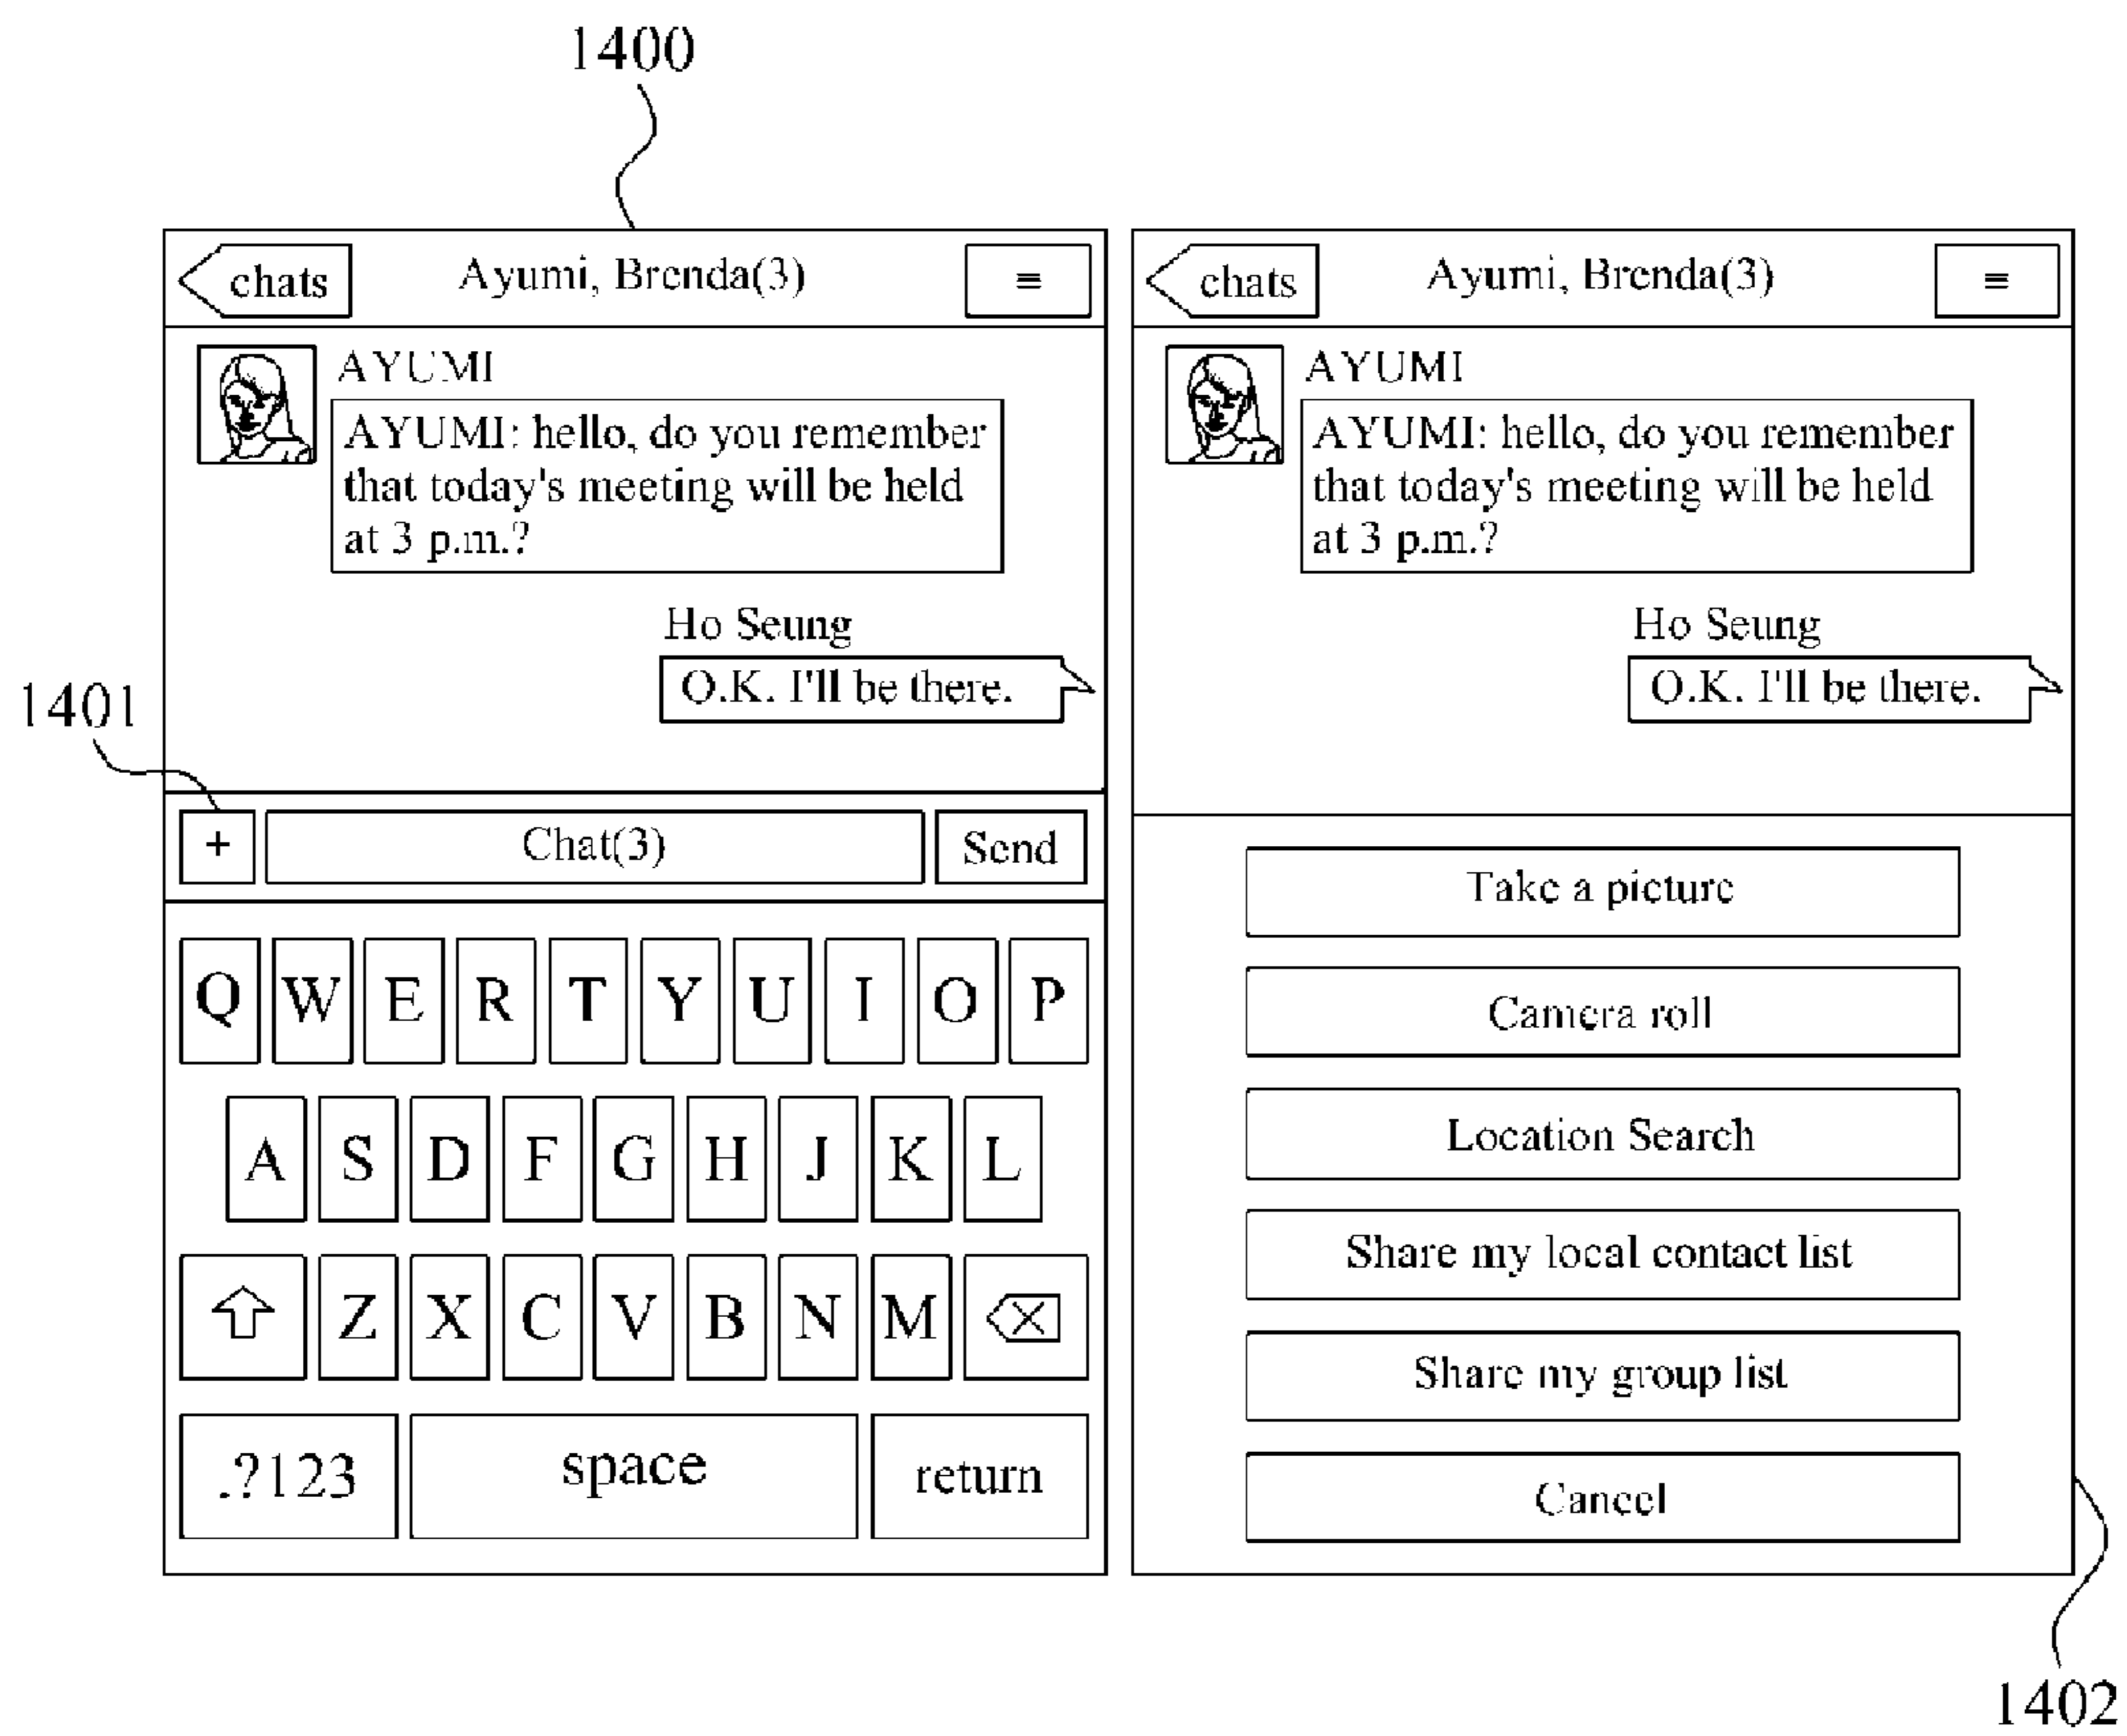 1400
chats
Ayumi, Brenda(3)
≡
AYUMI
AYUMI: hello, do you remember
that today's meeting will be held
at 3 p.m.?
Ho Seung
O.K. I'll be there.
1401
+
Chat(3)
Send
Q W E R T Y U I O P
A S D F G H J K L
Z X C V B N M
.?123
space
return
chats
Ayumi, Brenda(3)
≡
AYUMI
AYUMI: hello, do you remember
that today's meeting will be held
at 3 p.m.?
Ho Seung
O.K. I'll be there.
Take a picture
Camera roll
Location Search
Share my local contact list
Share my group list
Cancel
1402